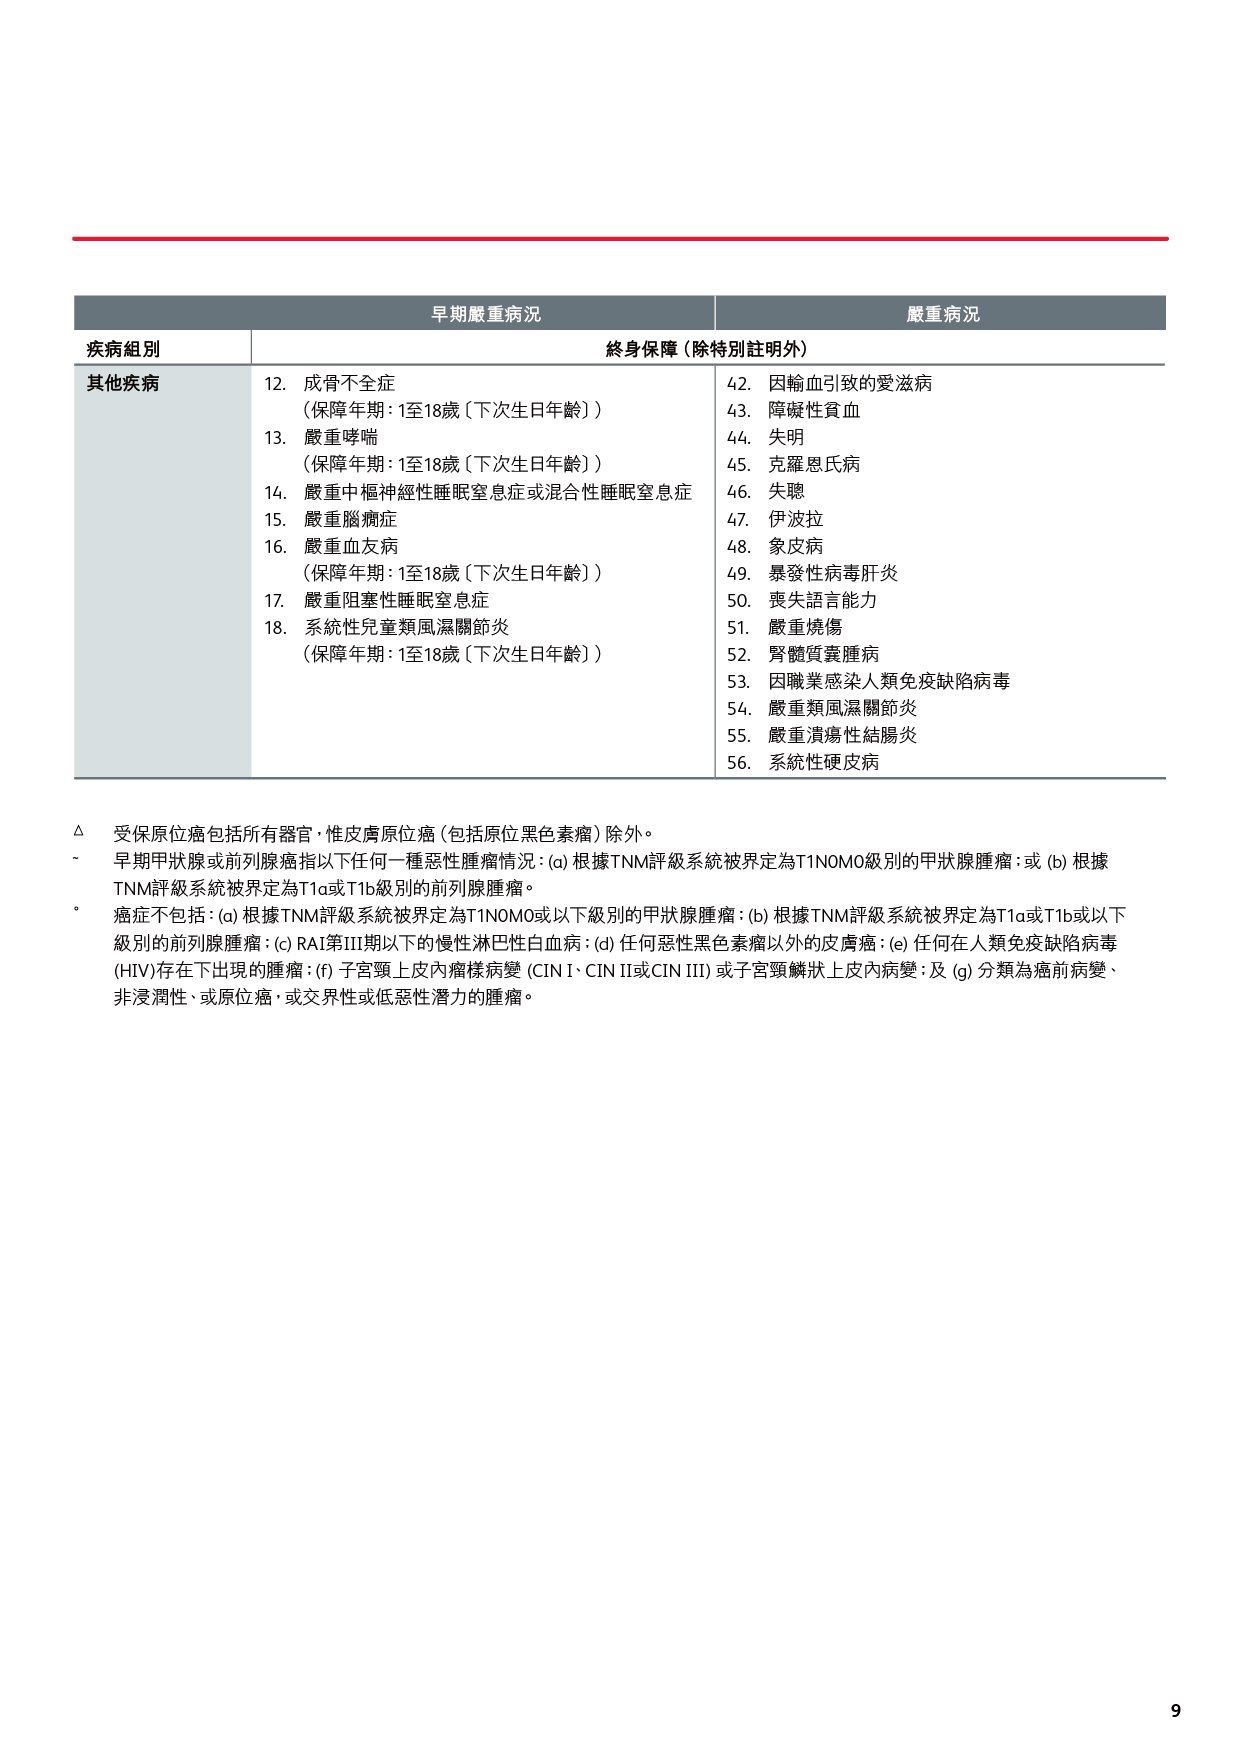 早期嚴重病況 嚴重病況
疾病組別 終身保障（除特別註明外）
其他疾病
12. 成骨不全症
（保障年期：1至18歲〔下次生日年齡〕）
13. 嚴重哮喘
（保障年期：1至18歲〔下次生日年齡〕）
14. 嚴重中樞神經性睡眠窒息症或混合性睡眠窒息症
15. 嚴重腦癇症
16. 嚴重血友病
（保障年期：1至18歲〔下次生日年齡〕）
17. 嚴重阻塞性睡眠窒息症
18. 系統性兒童類風濕關節炎
（保障年期：1至18歲〔下次生日年齡〕）
42. 因輸血引致的愛滋病
43. 障礙性貧血
44. 失明
45. 克羅恩氏病
46. 失聰
47. 伊波拉
48. 象皮病
49. 暴發性病毒肝炎
50. 喪失語言能力
51. 嚴重燒傷
52. 腎髓質囊腫病
53. 因職業感染人類免疫缺陷病毒
54. 嚴重類風濕關節炎
55. 嚴重潰瘍性結腸炎
56. 系統性硬皮病
△ 受保原位癌包括所有器官，惟皮膚原位癌（包括原位黑色素瘤）除外。
~ 早期甲狀腺或前列腺癌指以下任何一種惡性腫瘤情況：(a) 根據TNM評級系統被界定為T1N0M0級別的甲狀腺腫瘤；或 (b) 根據
TNM評級系統被界定為T1a或T1b級別的前列腺腫瘤。
° 癌症不包括：(a) 根據TNM評級系統被界定為T1N0M0或以下級別的甲狀腺腫瘤；(b) 根據TNM評級系統被界定為T1a或T1b或以下
級別的前列腺腫瘤；(c) RAI第III期以下的慢性淋巴性白血病；(d) 任何惡性黑色素瘤以外的皮膚癌；(e) 任何在人類免疫缺陷病毒
(HIV)存在下出現的腫瘤；(f) 子宮頸上皮內瘤樣病變 (CIN I、CIN II或CIN III) 或子宮頸鱗狀上皮內病變；及 (g) 分類為癌前病變、
非浸潤性、或原位癌，或交界性或低惡性潛力的腫瘤。
9